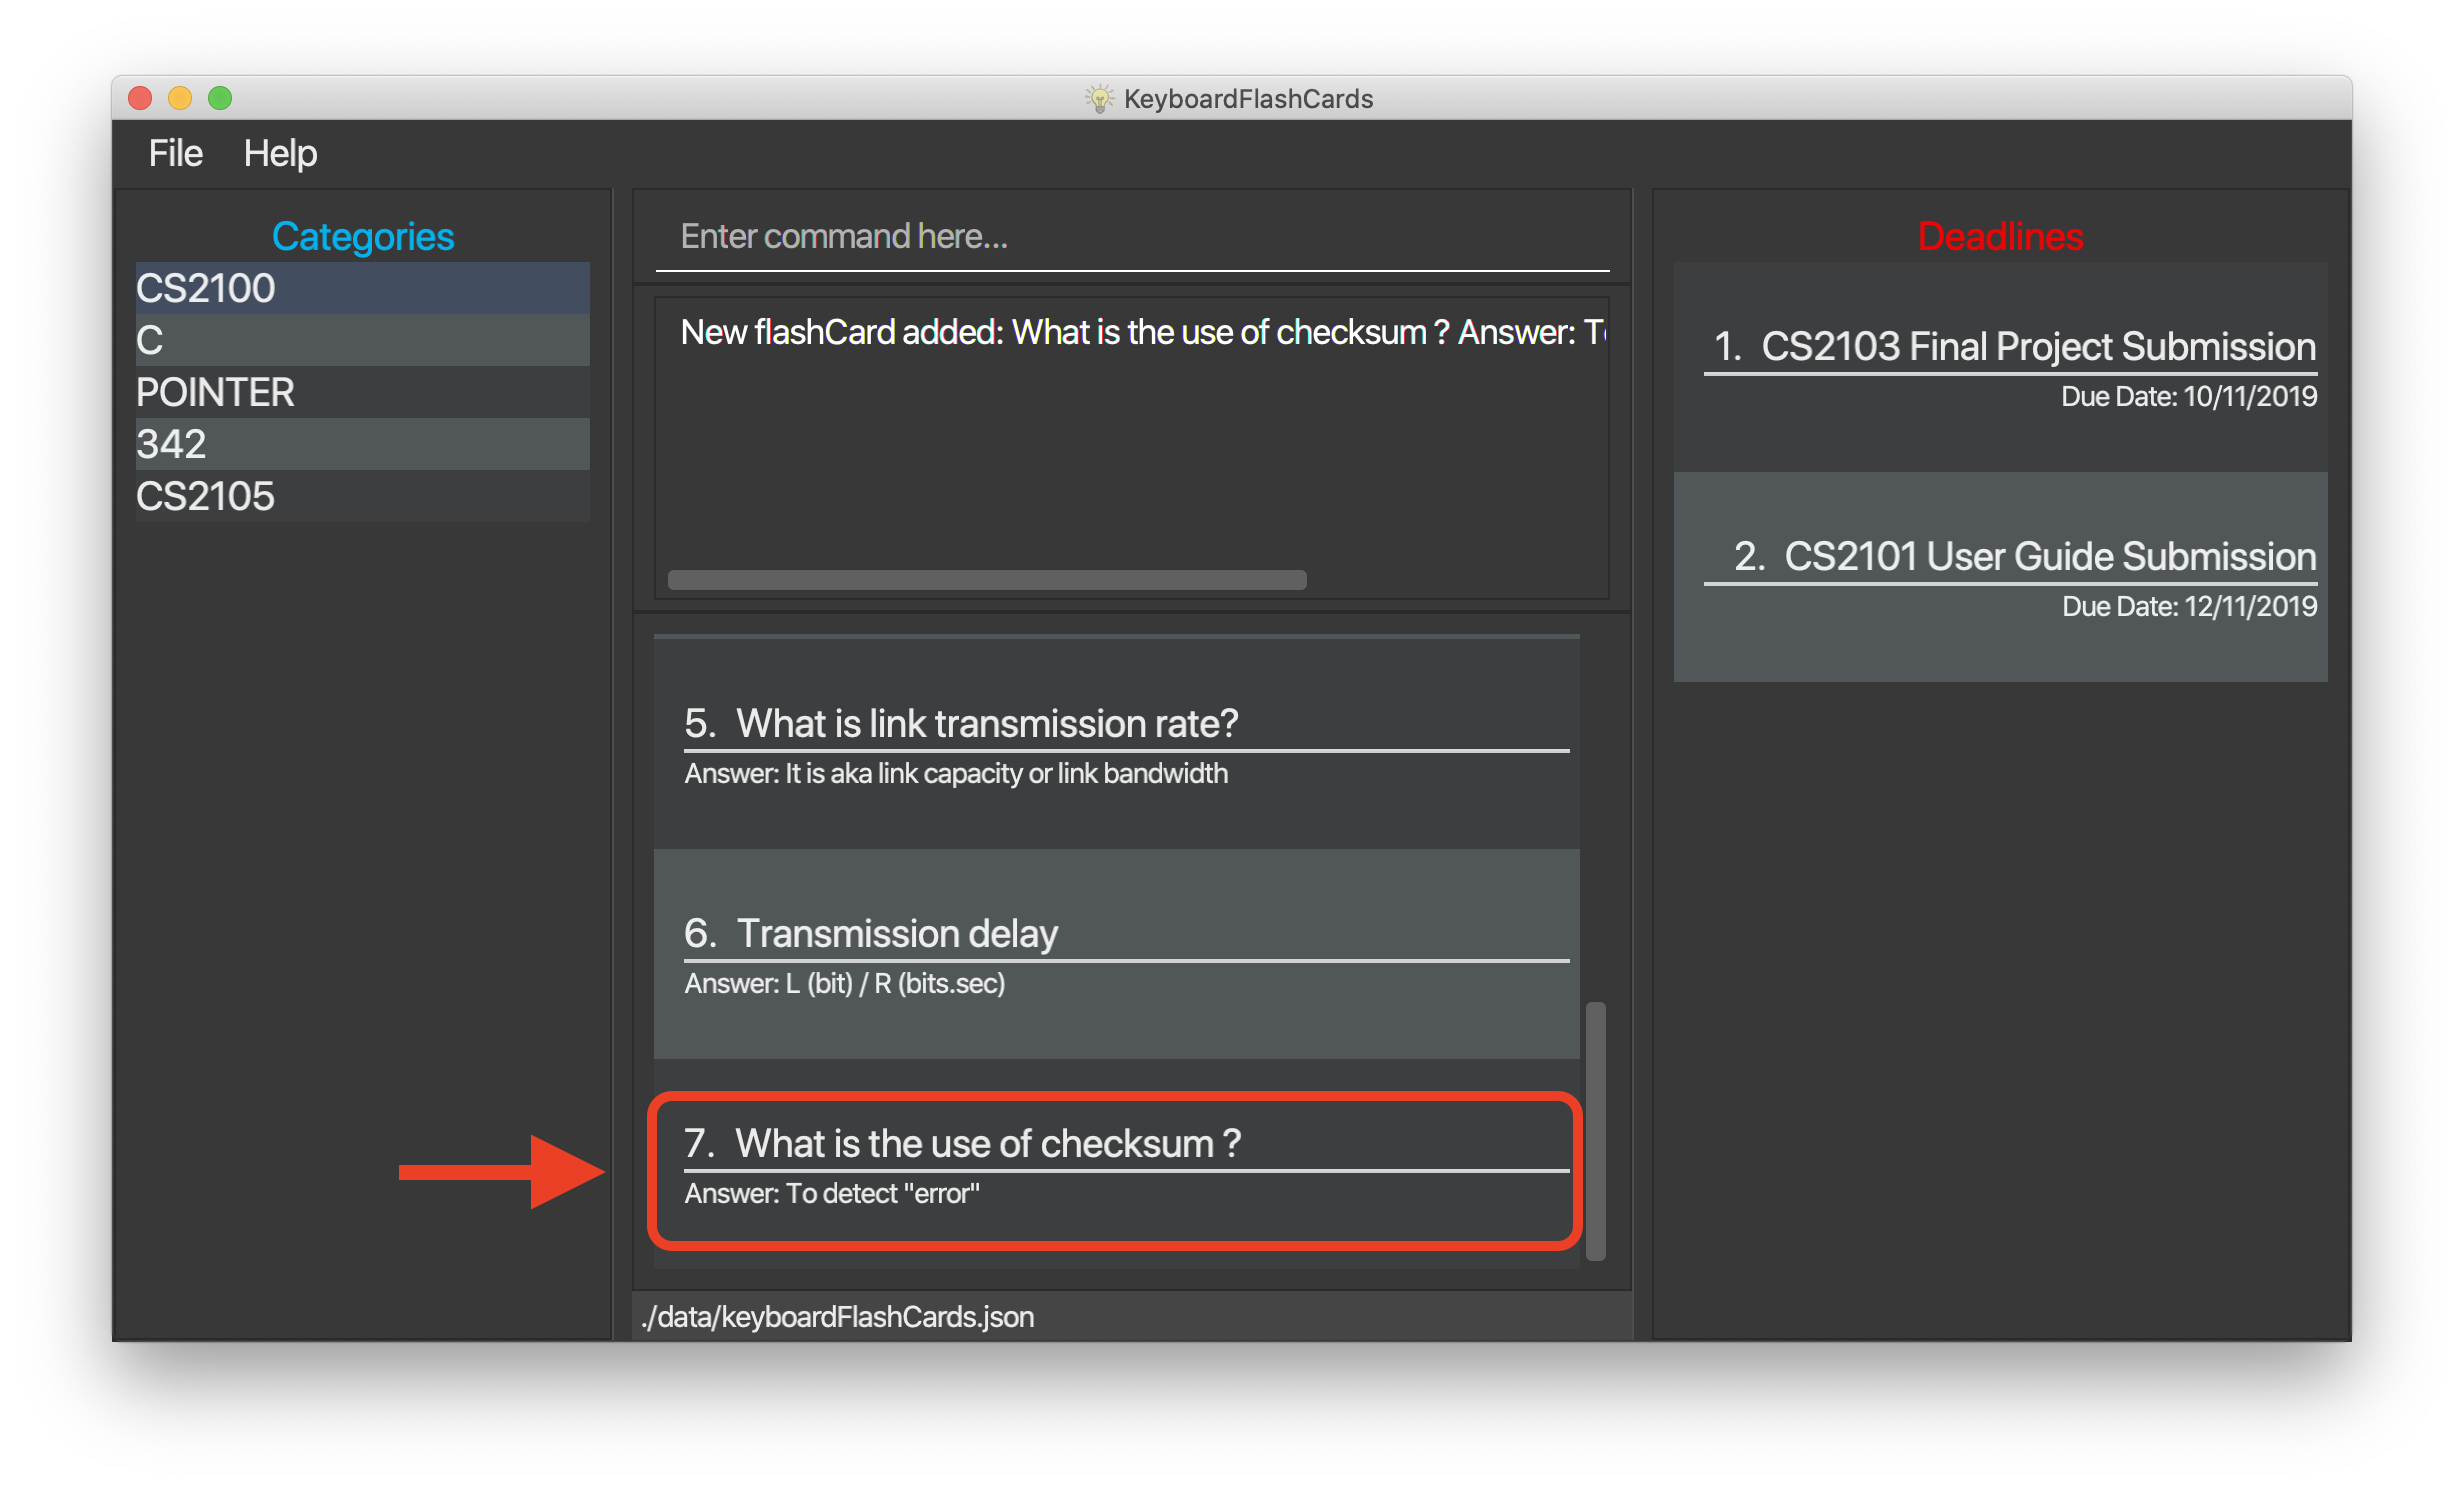 KeyboardFlashCards
File Help
Categories
CS2100
C
POINTER
342
CS2105
Enter command here...
New flashCard added: What is the use of checksum ? Answer:
5. What is link transmission rate?
Answer: It is aka link capacity or link bandwidth
6. Transmission delay
Answer: L (bit) / R (bits.sec)
7. What is the use of checksum ?
Answer: To detect "error"
./data/keyboardFlashCards.json
Deadlines
1. CS2103 Final Project Submission
Due Date: 10/11/2019
2. CS2101 User Guide Submission
Due Date: 12/11/2019